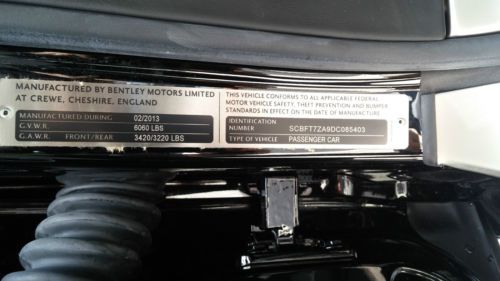 MANUFACTURED BY BENTLEY MOTORS LIMITED
AT CREWE, CHESHIRE, ENGLAND
MANUFACTURED DURING 02/2013
G.V.W.R. 6060 LBS
G.A.W.R. FRONT/REAR 3420/3220 LBS
THIS VEHICLE CONFORMS TO ALL APPLICABLE FEDERAL
MOTOR VEHICLE SAFETY, THEFT PREVENTION AND BUMPER
STANDARDS IN EFFECT ON THE DATE OF MANUFACTURE
IDENTIFICATION
NUMBER SCBFT7ZA9DC085403
TYPE OF VEHICLE PASSENGER CAR